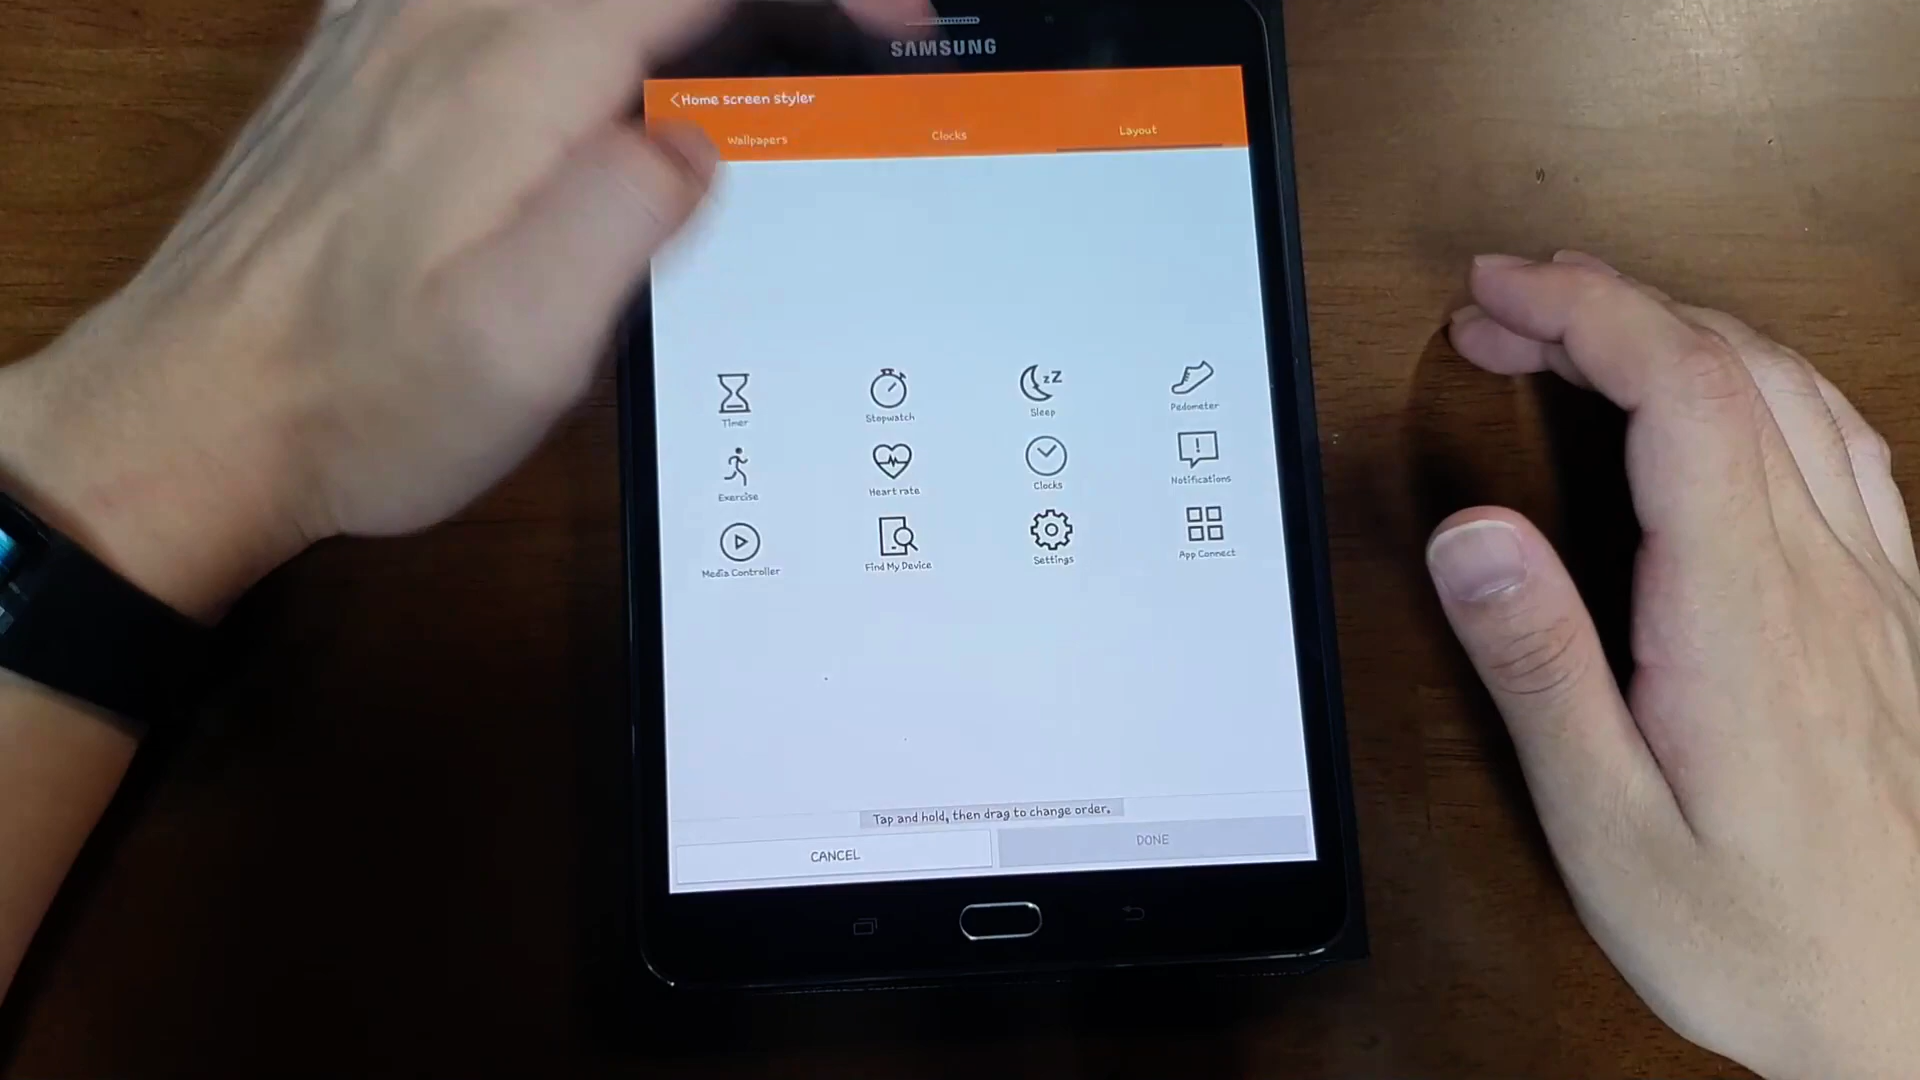 SAMSUNG
Home screen styler
Wallpapers
Clocks
Layout
Timer
Stopwatch
Sleep
Pedometer
Exercise
Heart rate
Clocks
Notifications
Media Controller
Find My Device
Settings
App Connect
Tap and hold, then drag to change order.
CANCEL
DONE